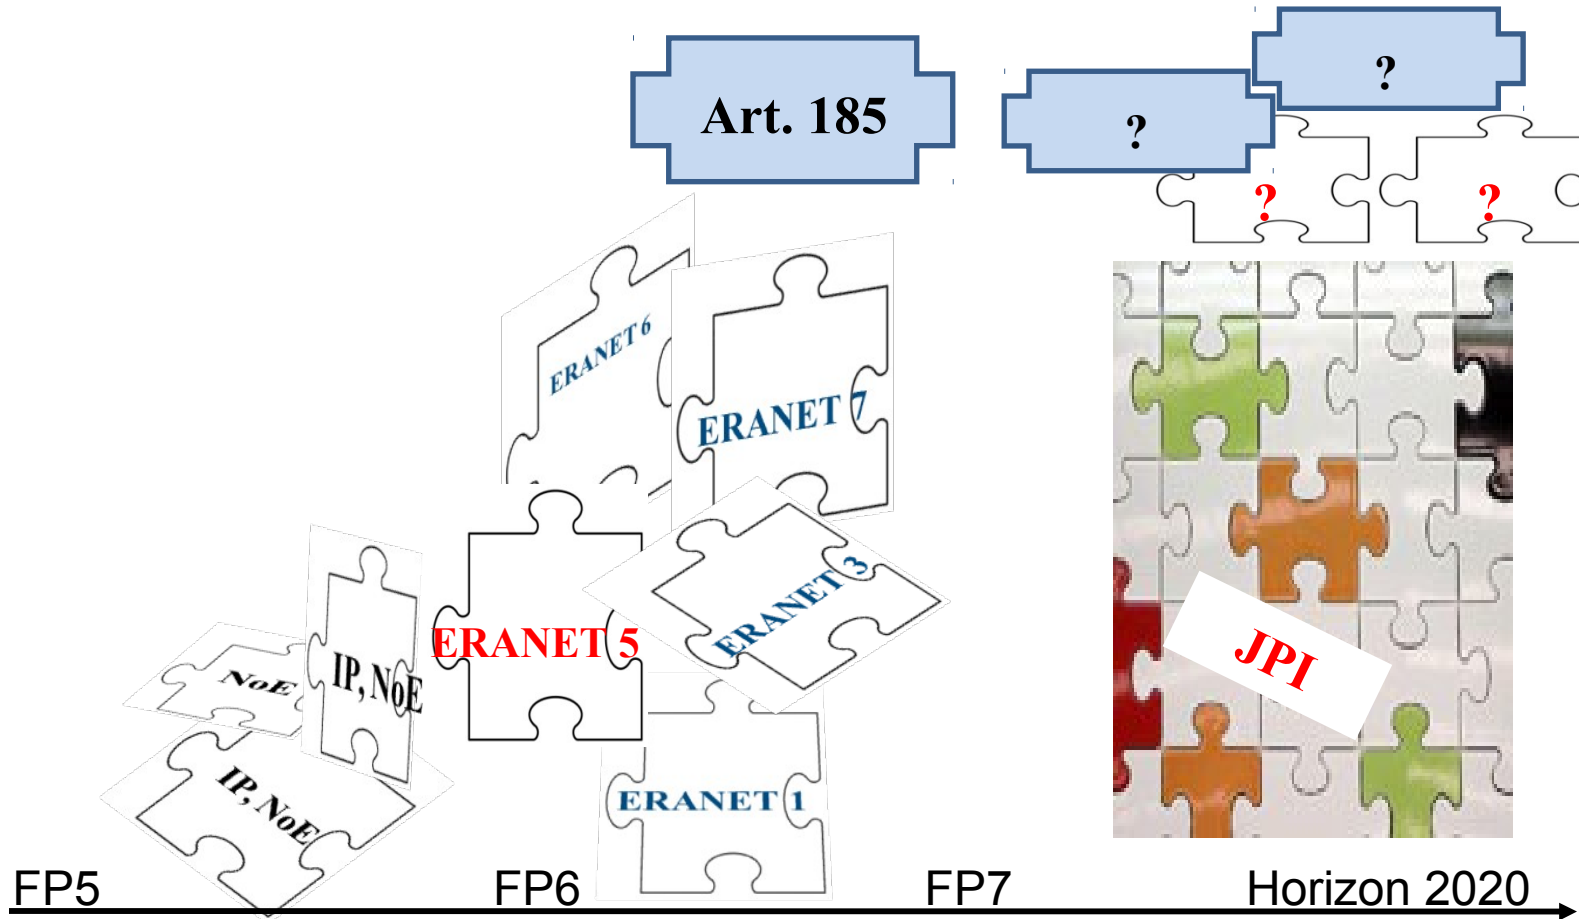 ?
Art. 185
?
?
?
ERANET 6
ERANET 7
ERANET 3
ERANET 5
NoE
IP, NoE
JPI
IP, NoE
ERANET 1
FP5
FP6
FP7
Horizon 2020